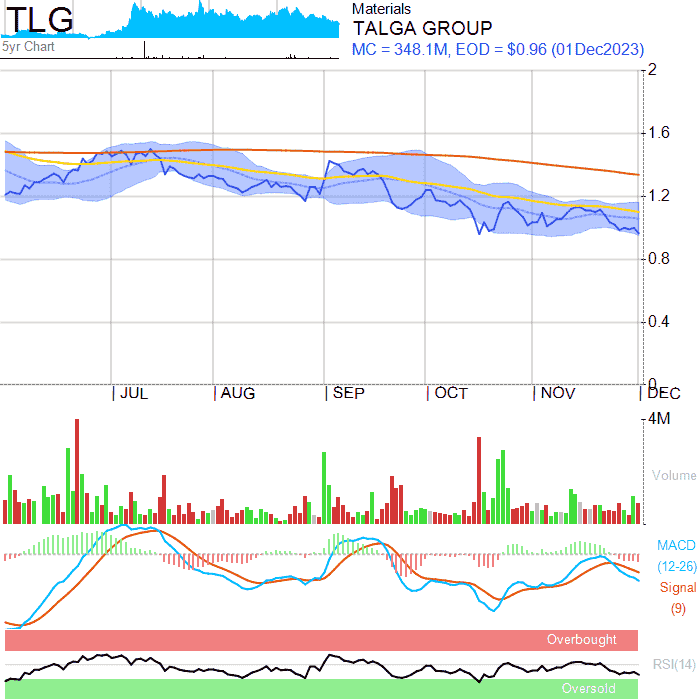 TLG
5yr Chart
Materials
TALGA GROUP
MC = 348.1M, EOD = $0.96 (01Dec2023)
2
1.6
1.2
0.8
0.4
0
| JUL | AUG | SEP | OCT | NOV | DEC
4M
Volume
MACD
(12-26)
Signal
(9)
Overbought
RSI(14)
Oversold